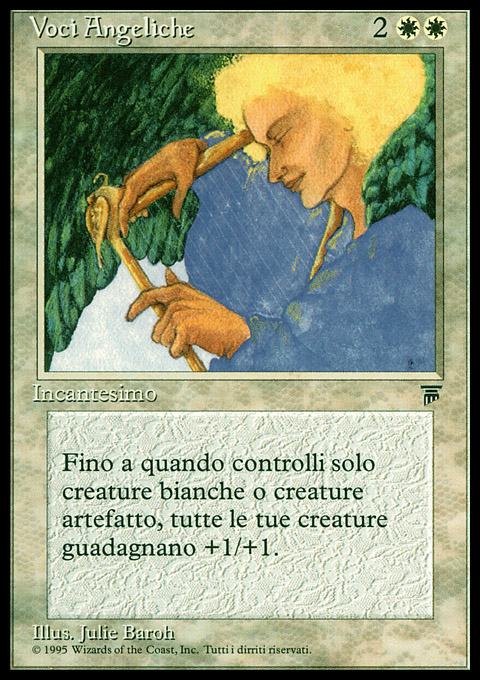 Voci Angeliche 2
Incantesimo
Fino a quando controlli solo
creature bianche o creature
artefatto, tutte le tue creature
guadagnano +1/+1.
Illus. Julie Baroh
© 1995 Wizards of the Coast, Inc. Tutti i dirriti riservati.